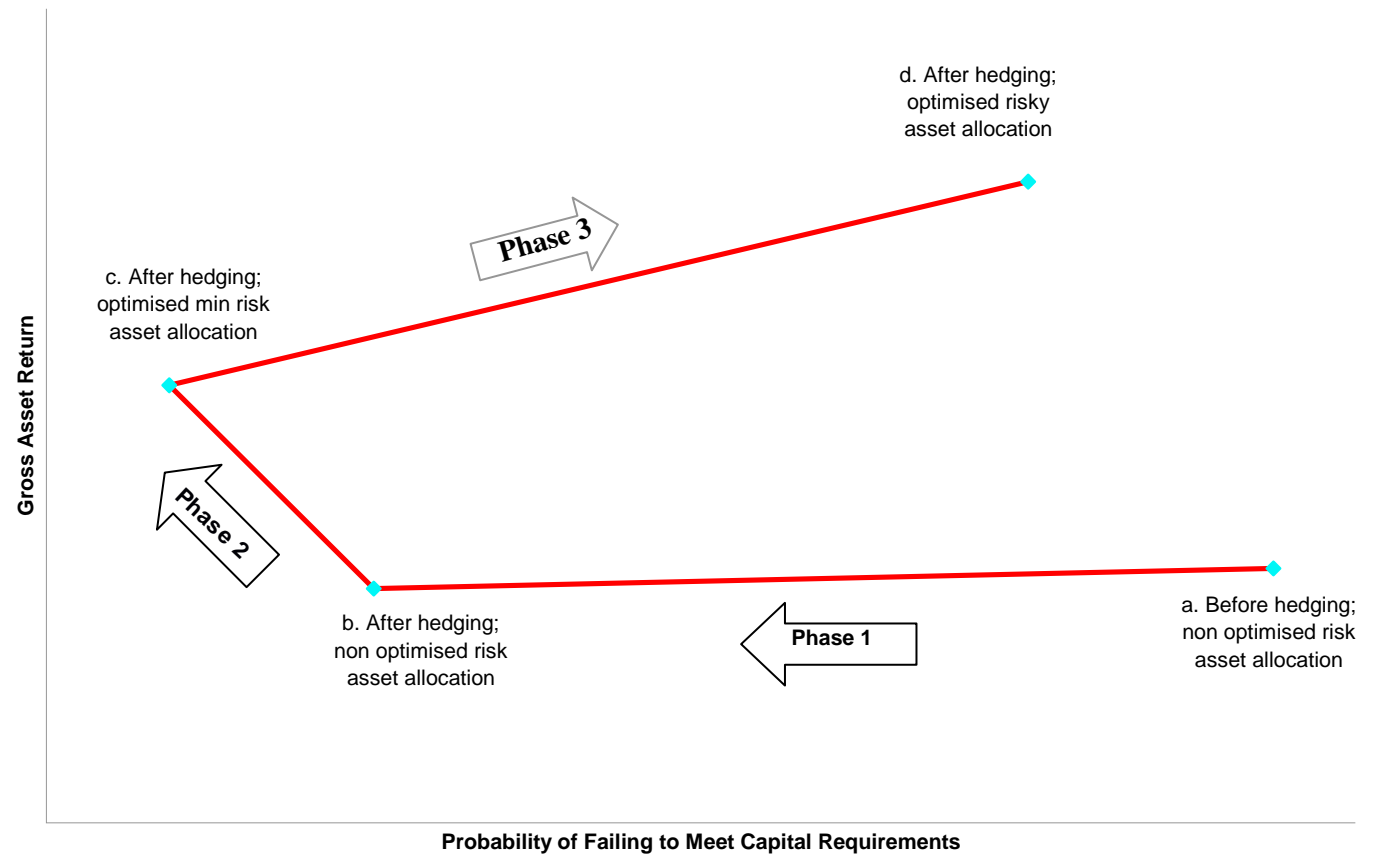 d. After hedging;
optimised risky
asset allocation
Phase 3
c. After hedging;
optimised min risk
asset allocation
Gross Asset Return
Phase 2
b. After hedging;
non optimised risk
asset allocation
Phase 1
a. Before hedging;
non optimised risk
asset allocation
Probability of Failing to Meet Capital Requirements